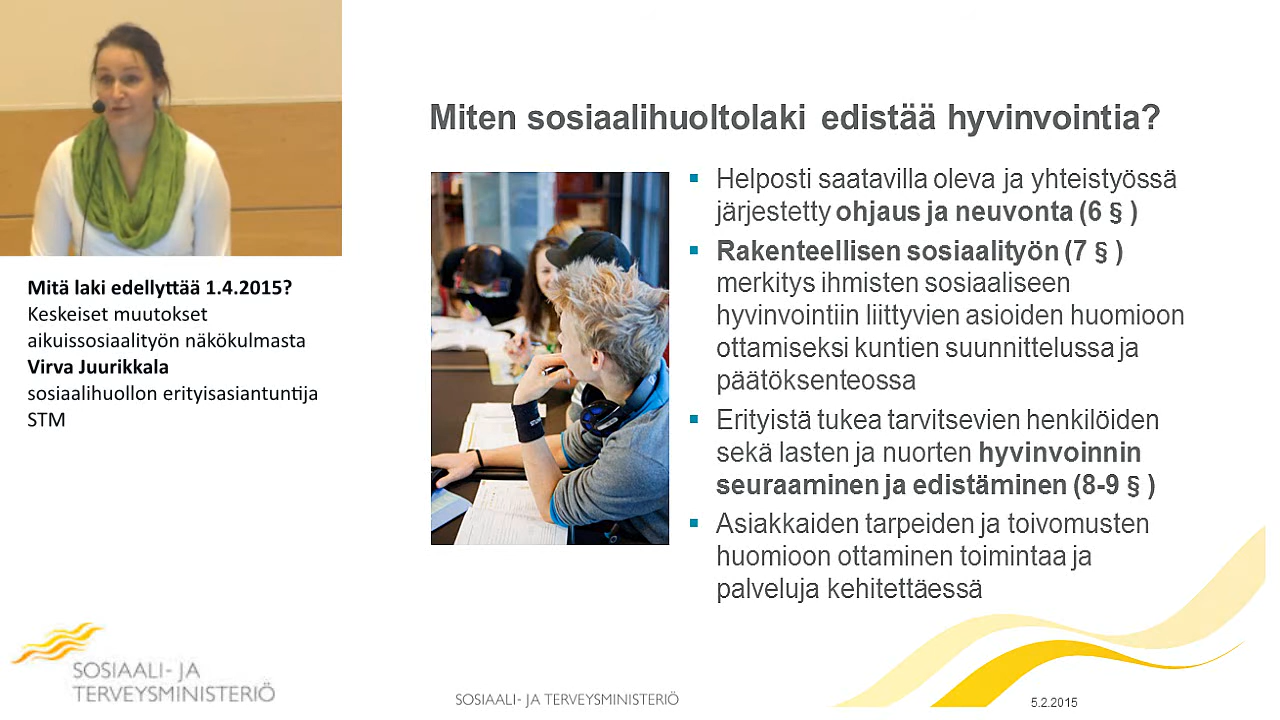 Miten sosiaalihuoltolaki edistää hyvinvointia?
Helposti saatavilla oleva ja yhteistyössä
järjestetty ohjaus ja neuvonta (6 § )
Rakenteellisen sosiaalityön (7 § )
merkitys ihmisten sosiaaliseen
hyvinvointiin liittyvien asioiden huomioon
ottamiseksi kuntien suunnittelussa ja
päätöksenteossa
Erityistä tukea tarvitsevien henkilöiden
sekä lasten ja nuorten hyvinvoinnin
seuraaminen ja edistäminen (8-9 § )
Asiakkaiden tarpeiden ja toivomusten
huomioon ottaminen toimintaa ja
palveluja kehitettäessä
Mitä laki edellyttää 1.4.2015?
Keskeiset muutokset
aikuissosiaalityön näkökulmasta
Virva Juurikkala
sosiaalihuollon erityisasiantuntija
STM
SOSIAALI- JA
TERVEYSMINISTERIÖ
SOSIAALI- JA TERVEYSMINISTERIÖ
5.2.2015